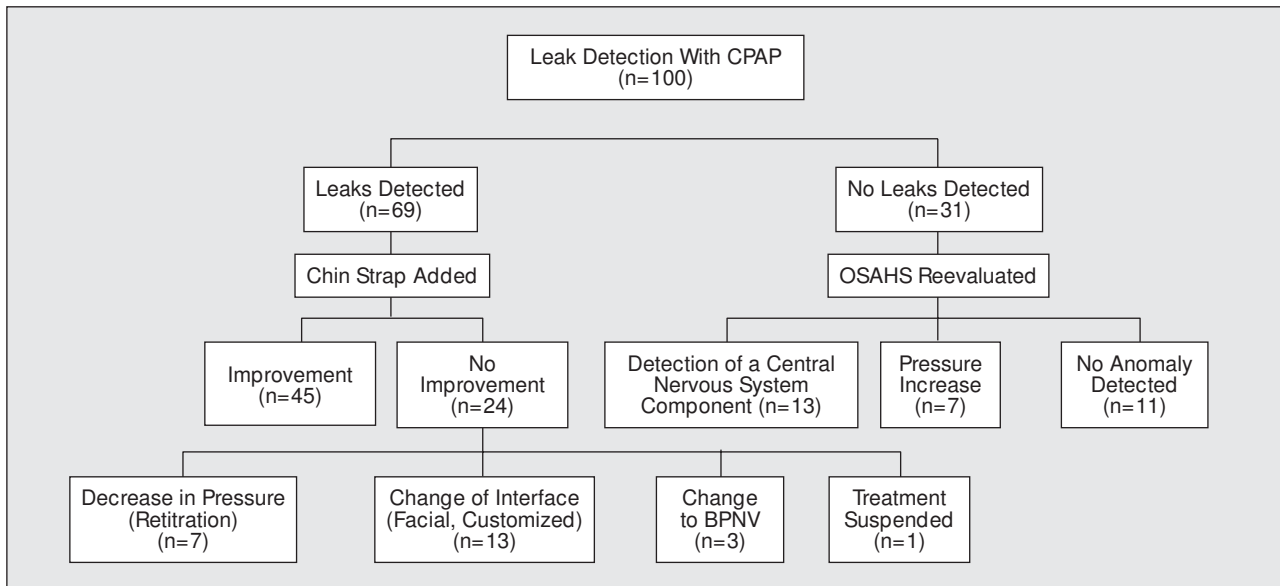 Leak Detection With CPAP
(n=100)
Leaks Detected
(n=69)
No Leaks Detected
(n=31)
Chin Strap Added
OSAHS Reevaluated
Improvement
(n=45)
No
Improvement
(n=24)
Detection of a Central
Nervous System
Component (n=13)
Pressure
Increase
(n=7)
No Anomaly
Detected
(n=11)
Decrease in Pressure
(Retitration)
(n=7)
Change of Interface
(Facial, Customized)
(n=13)
Change
to BPNV
(n=3)
Treatment
Suspended
(n=1)